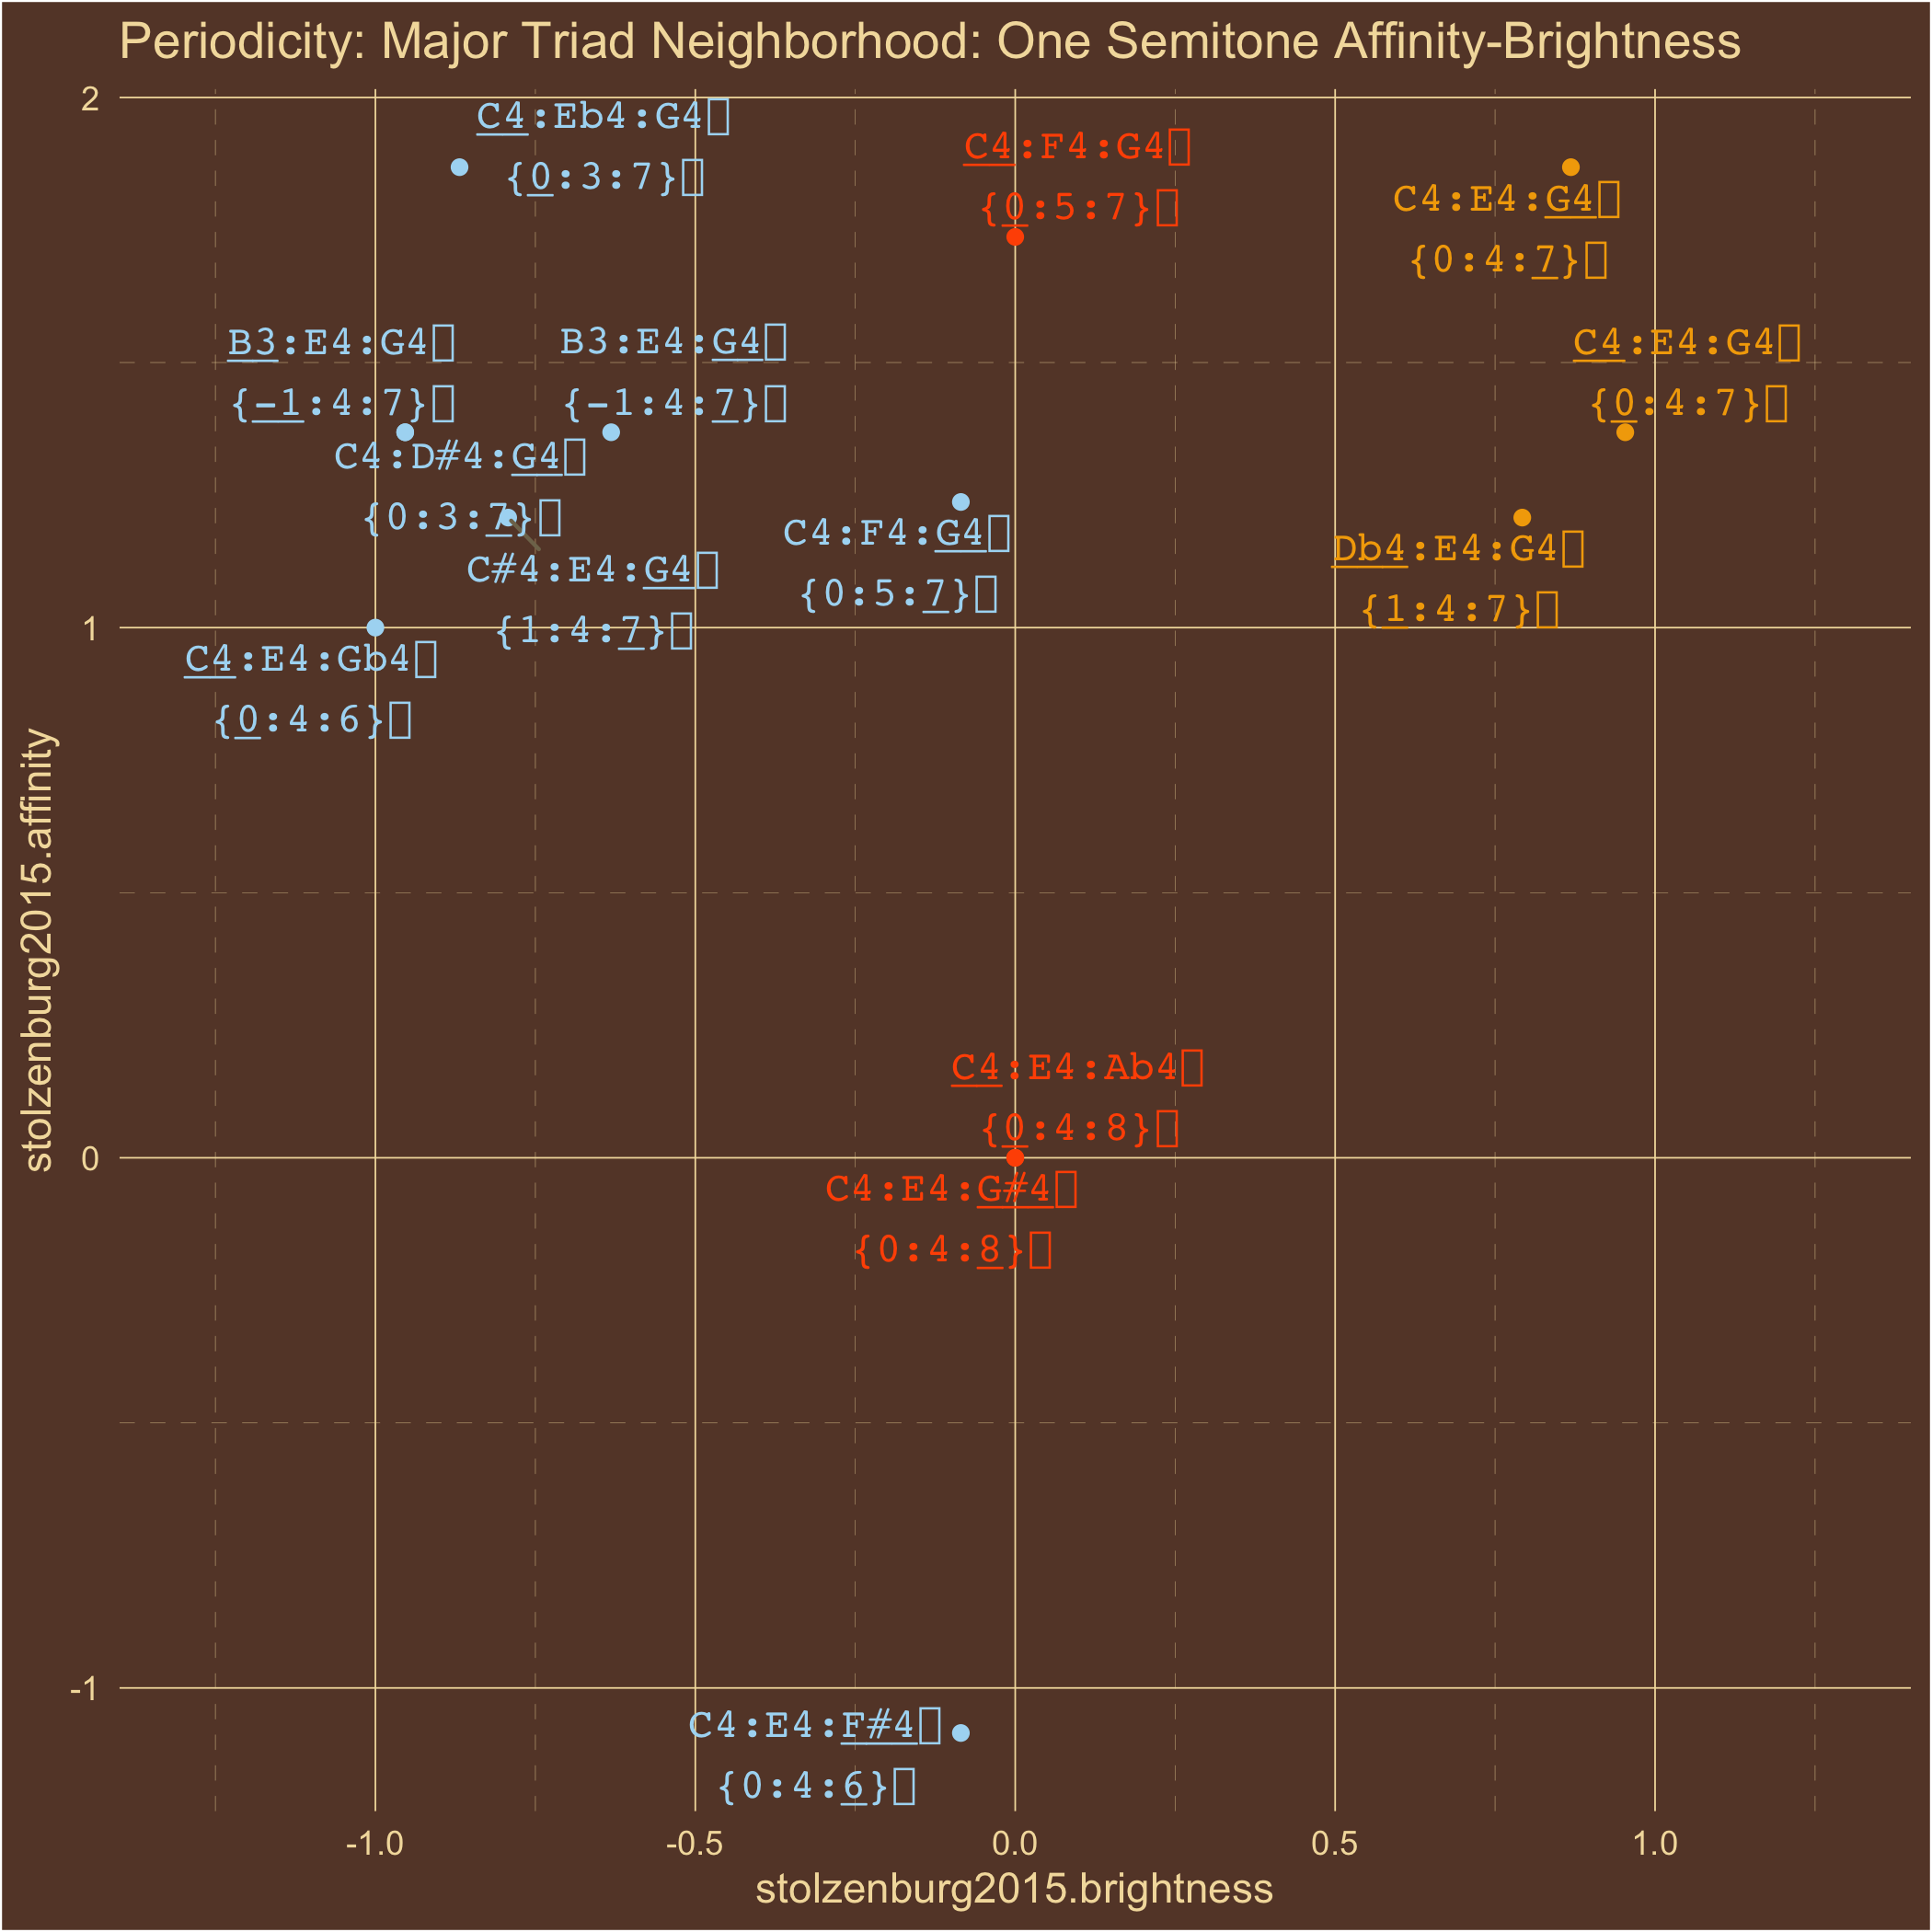 Periodicity: Major Triad Neighborhood: One Semitone Affinity-Brightness
stolzenburg2015.affinity
2
1
0
-1
C4:Eb4:G4
{0:3:7}
C4:F4:G4
{0:5:7}
C4:E4:G4
{0:4:7}
B3:E4:G4
{-1:4:7}
B3:E4:G4
{-1:4:7}
C4:E4:G4
{0:4:7}
C4:D#4:G4
{0:3:7}
C#4:E4:G4
{1:4:7}
C4:F4:G4
{0:5:7}
Db4:E4:G4
{1:4:7}
C4:E4:Gb4
{0:4:6}
C4:E4:Ab4
{0:4:8}
C4:E4:G#4
{0:4:8}
C4:E4:F#4
{0:4:6}
-1.0
-0.5
0.0
0.5
1.0
stolzenburg2015.brightness